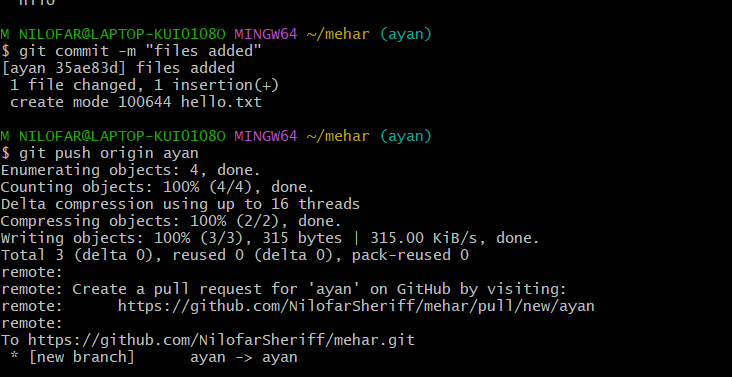 M NILOFAR@LAPTOP-KUI0108O MINGW64 ~/mehar (ayan)
$ git commit -m "files added"
[ayan 35ae83d] files added
 1 file changed, 1 insertion(+)
 create mode 100644 hello.txt
M NILOFAR@LAPTOP-KUI0108O MINGW64 ~/mehar (ayan)
$ git push origin ayan
Enumerating objects: 4, done.
Counting objects: 100% (4/4), done.
Delta compression using up to 16 threads
Compressing objects: 100% (2/2), done.
Writing objects: 100% (3/3), 315 bytes | 315.00 KiB/s, done.
Total 3 (delta 0), reused 0 (delta 0), pack-reused 0
remote:
remote: Create a pull request for 'ayan' on GitHub by visiting:
remote:      https://github.com/NilofarSheriff/mehar/pull/new/ayan
remote:
To https://github.com/NilofarSheriff/mehar.git
 * [new branch]      ayan -> ayan